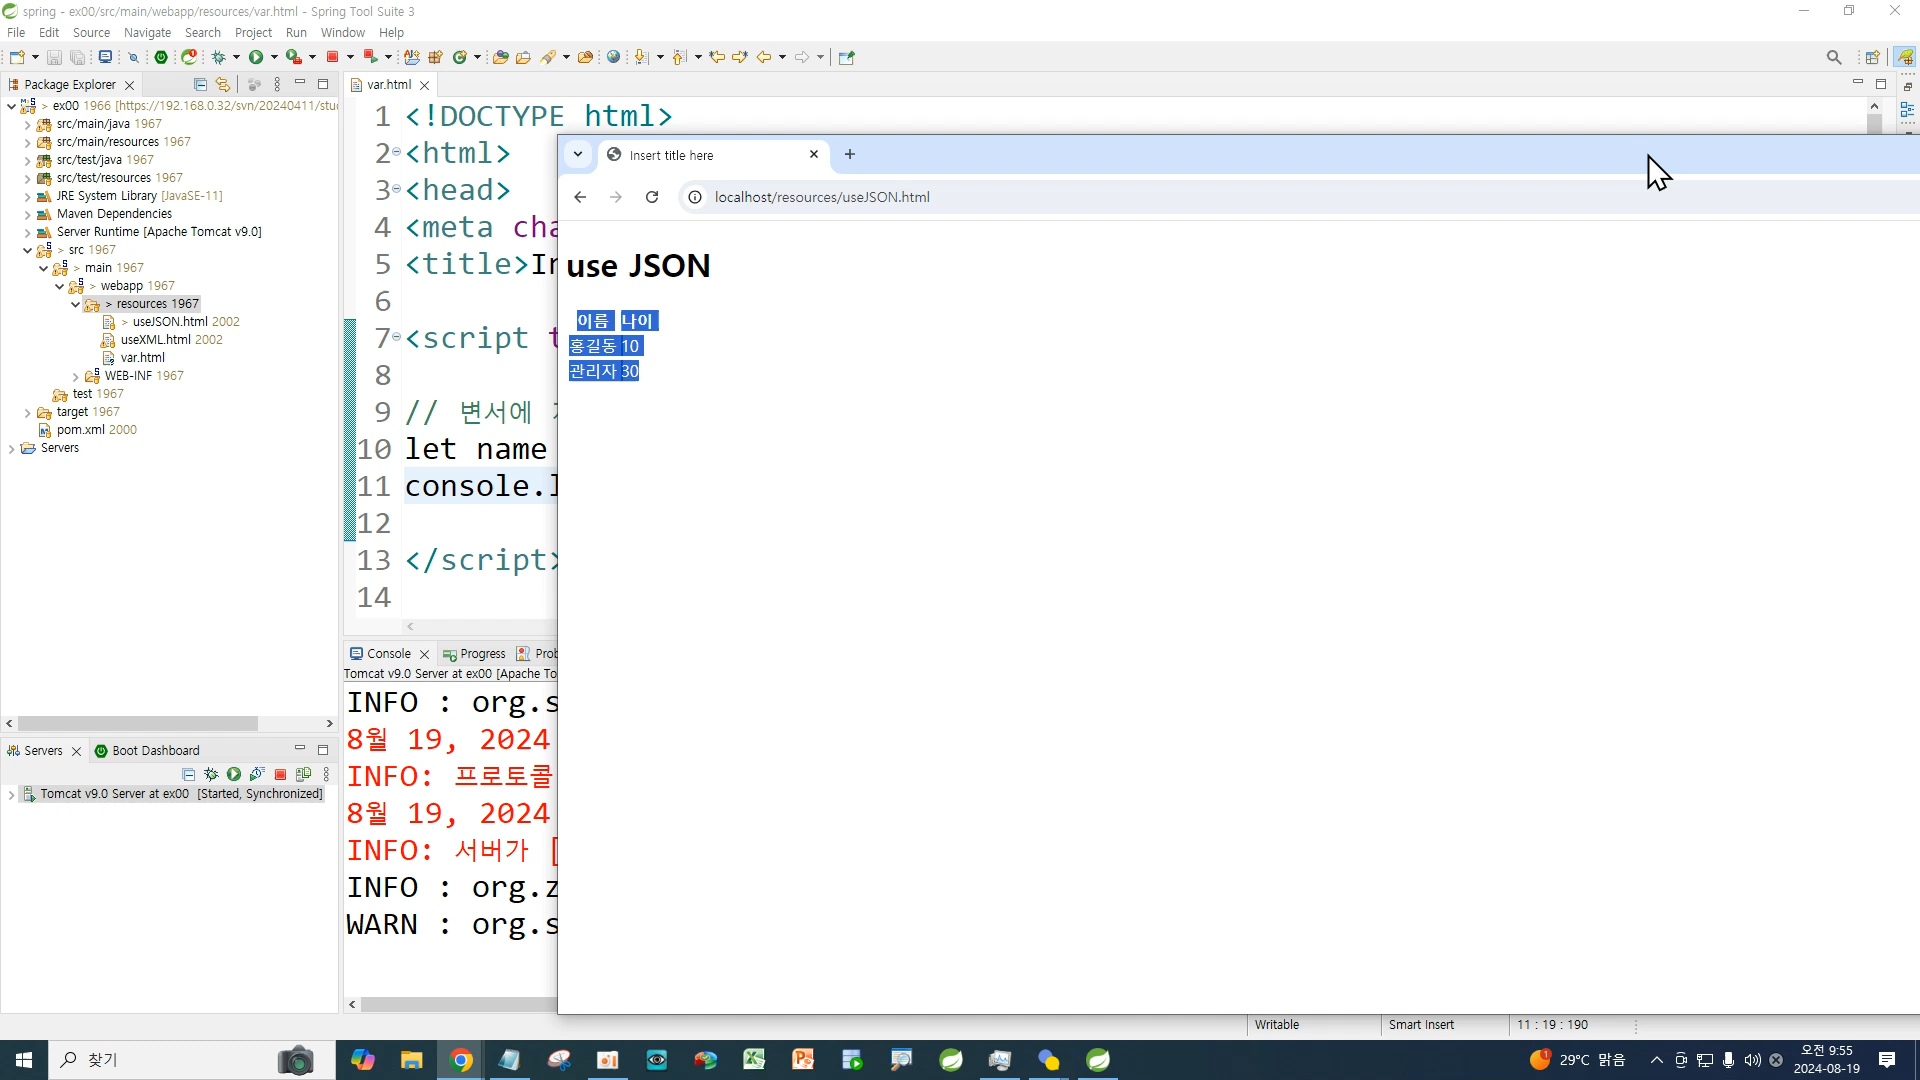 spring - ex00/src/main/webapp/resources/var.html - Spring Tool Suite 3
File Edit Source Navigate Search Project Run Window Help
Package Explorer
> ex00 1966 [https://192.168.0.32/svn/20240411/stu
src/main/java 1967
src/main/resources 1967
src/test/java 1967
src/test/resources 1967
JRE System Library [JavaSE-11]
Maven Dependencies
Server Runtime [Apache Tomcat v9.0]
> src 1967
> main 1967
> webapp 1967
> resources 1967
> useJSON.html 2002
useXML.html 2002
var.html
WEB-INF 1967
test 1967
target 1967
pom.xml 2000
Servers
Servers Boot Dashboard
Tomcat v9.0 Server at ex00 [Started, Synchronized]
var.html
1 <!DOCTYPE html>
2 <html>
3 <head>
4 <meta cha
5 <title>In
6
7 <script t
8
9 // 변서에
10 let name
11 console.l
12
13 </script>
14
Console Progress Prob
Tomcat v9.0 Server at ex00 [Apache To
INFO : org.s
8월 19, 2024
INFO: 프로토콜
8월 19, 2024
INFO: 서버가 [
INFO : org.z
WARN : org.s
Insert title here
localhost/resources/useJSON.html
use JSON
이름 나이
홍길동 10
관리자 30
Writable Smart Insert 11 : 19 : 190
찾기
1 29°C 맑음
오전 9:55
2024-08-19